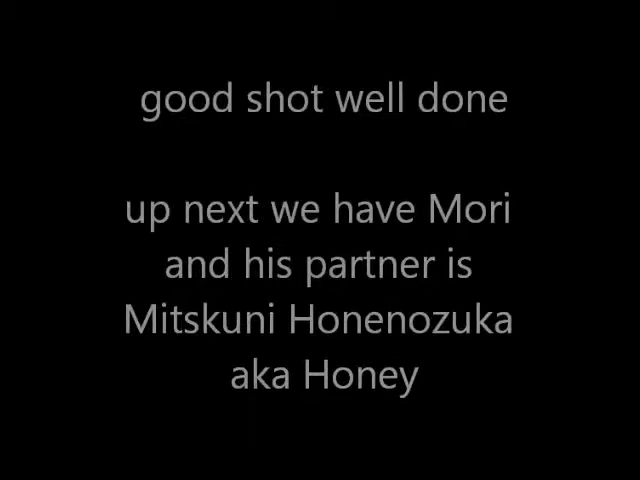 good shot well done
up next we have Mori
and his partner is
Mitskuni Honenozuka
aka Honey